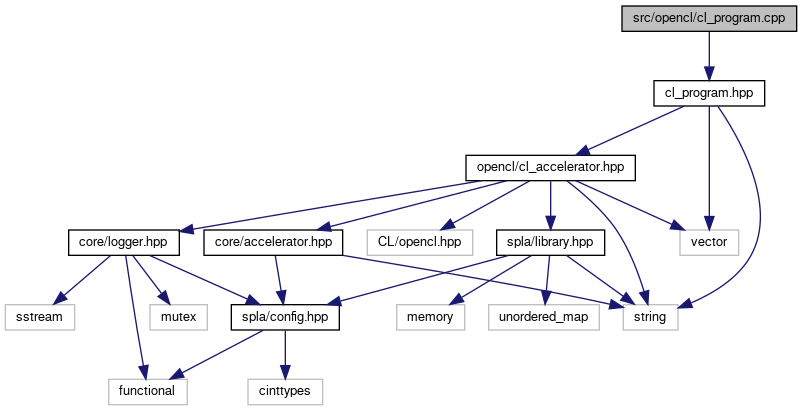 src/opencl/cl_program.cpp
cl_program.hpp
opencl/cl_accelerator.hpp
core/logger.hpp
core/accelerator.hpp
CL/opencl.hpp
spla/library.hpp
vector
sstream
mutex
spla/config.hpp
memory
unordered_map
string
functional
cinttypes